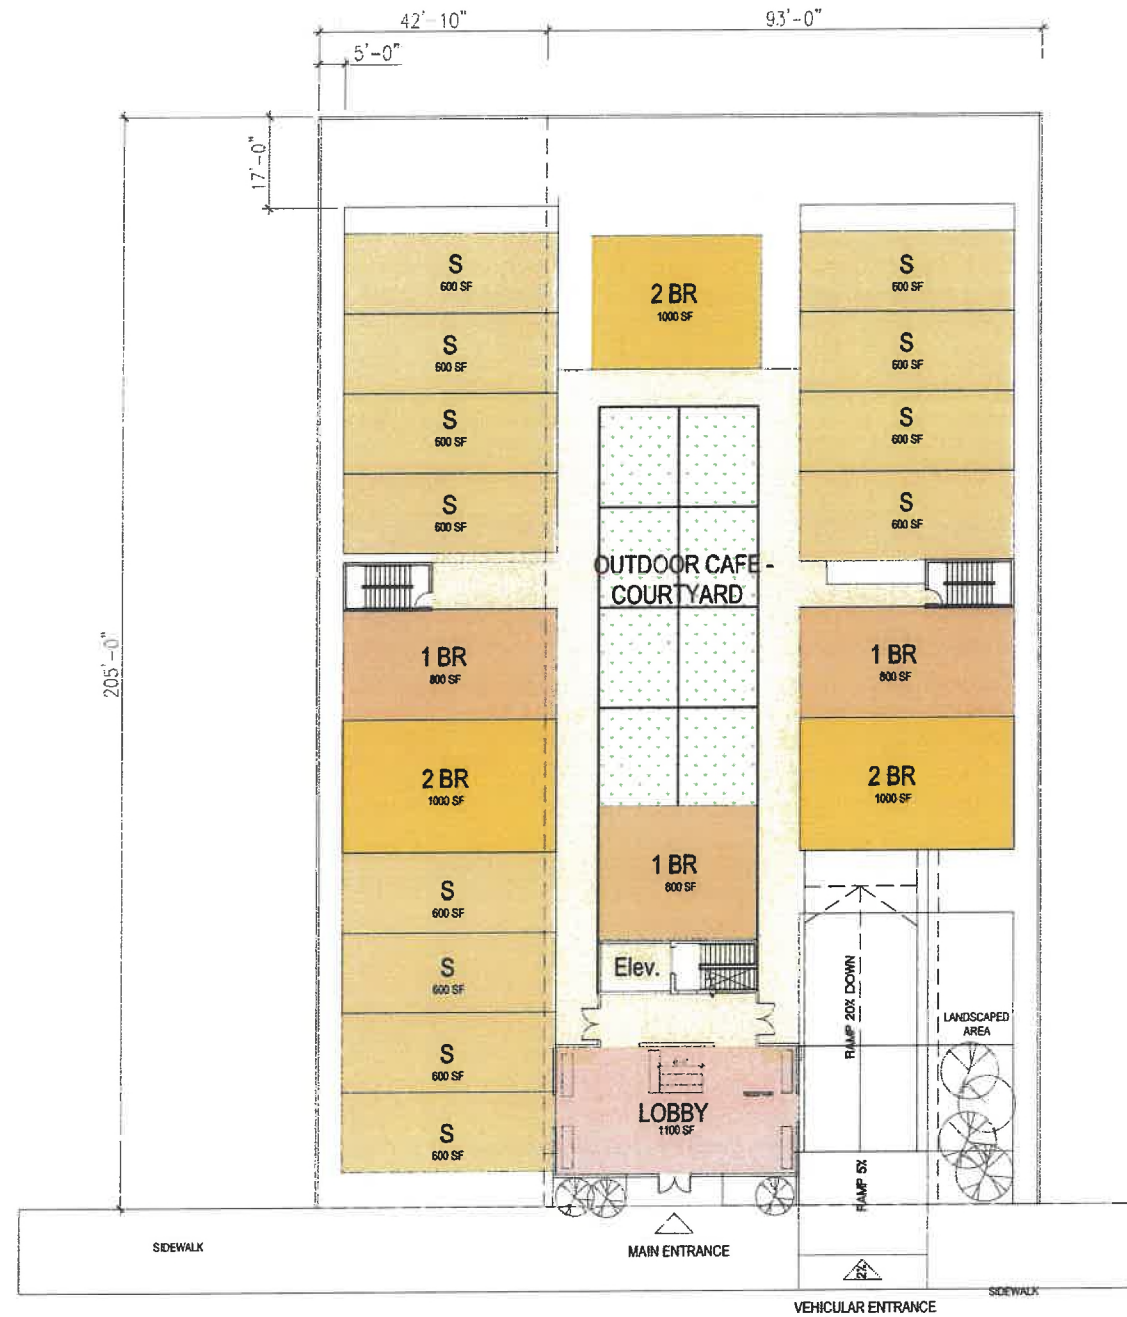 42'-10"
93'-0"
5'-0"
17'-0"
205'-0"
S
600 SF
S
600 SF
2 BR
1000 SF
S
600 SF
S
600 SF
S
600 SF
S
600 SF
S
600 SF
S
600 SF
OUTDOOR CAFE -
COURTYARD
1 BR
800 SF
1 BR
800 SF
2 BR
1000 SF
2 BR
1000 SF
1 BR
800 SF
S
600 SF
S
600 SF
Elev.
RAMP 20% DOWN
LANDSCAPED
AREA
S
600 SF
LOBBY
1100 SF
S
600 SF
RAMP 5%
SIDEWALK
MAIN ENTRANCE
2%
SIDEWALK
VEHICULAR ENTRANCE